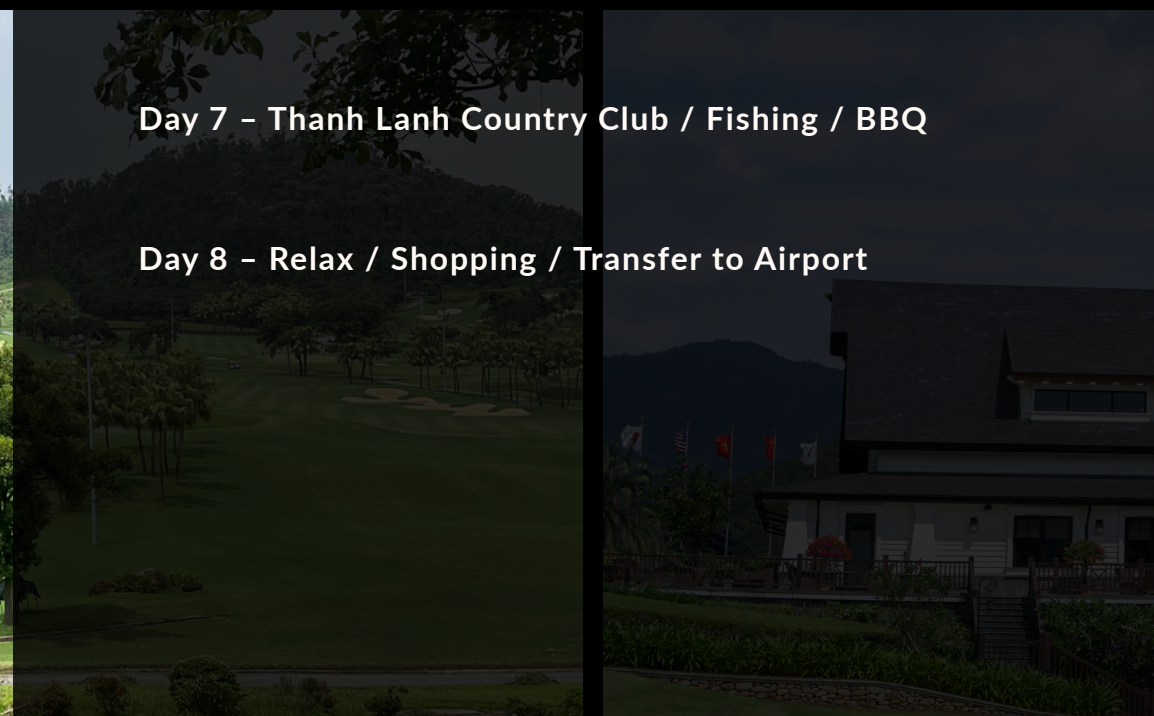 Day 7 – Thanh Lanh Country Club / Fishing / BBQ
Day 8 – Relax / Shopping / Transfer to Airport